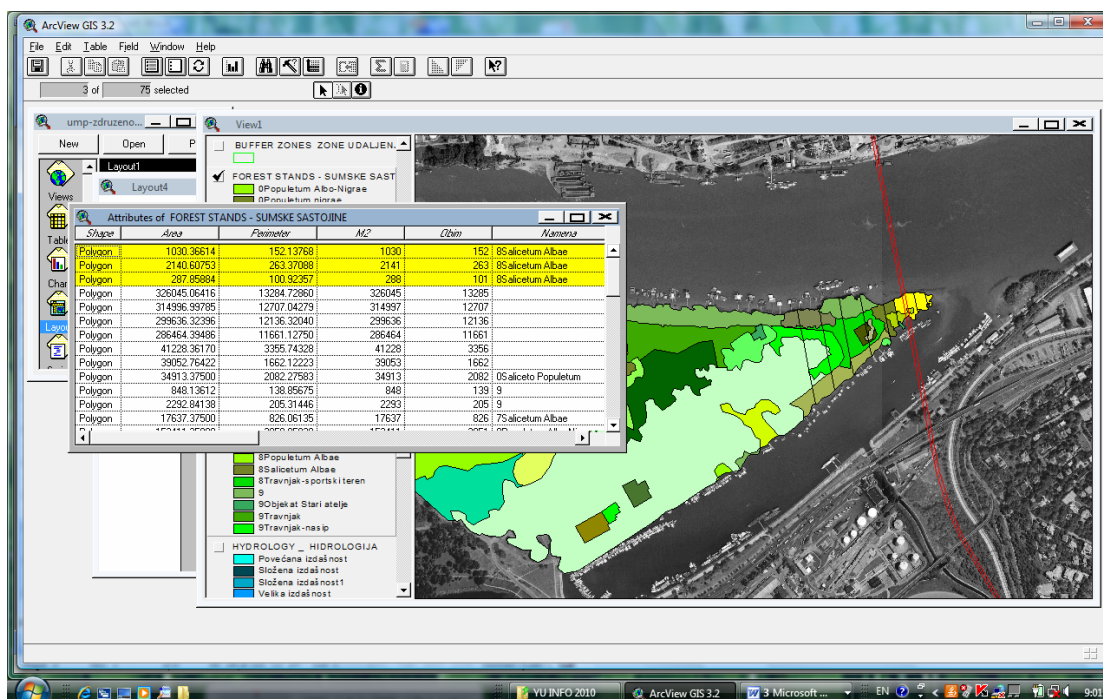 ArcView GIS 3.2
File Edit Table Field Window Help
3 of 75 selected
ump-zdruzeno...
New Open P
Layout1
Layout4
Views
Table
Char
Layou
View1
BUFFER ZONES ZONE UDALJEN.
FOREST STANDS - SUMSKE SAST
0Populetum Albo-Nigrae
0Populetum nigrae
Attributes of FOREST STANDS - SUMSKE SASTOJINE
Shape Area Perimeter M2 Obim Namena
Polygon 1030.36614 152.13768 1030 152 8Salicetum Albae
Polygon 2140.60753 263.37088 2141 263 8Salicetum Albae
Polygon 287.85884 100.92357 288 101 8Salicetum Albae
Polygon 326045.06416 13284.72860 326045 13285
Polygon 314996.99785 12707.04279 314997 12707
Polygon 299636.32396 12136.32040 299636 12136
Polygon 286464.39486 11661.12750 286464 11661
Polygon 41228.36170 3355.74328 41228 3356
Polygon 39052.76422 1662.12223 39053 1662
Polygon 34913.37500 2082.27583 34913 2082 0Saliceto Populetum
Polygon 848.13612 138.85675 848 139 9
Polygon 2292.84138 205.31446 2293 205 9
Polygon 17637.37500 826.06135 17637 826 7Salicetum Albae
8Populetum Albae
8Salicetum Albae
8Travnjak-sportski teren
9
9Objekat Stari atelje
9Travnjak
9Travnjak-nasip
HYDROLOGY _ HIDROLOGIJA
Povećana izdašnost
Složena izdašnost
Složena izdašnost1
Velika izdašnost
YU INFO 2010 ArcView GIS 3.2 3 Microsoft ... EN 9:01